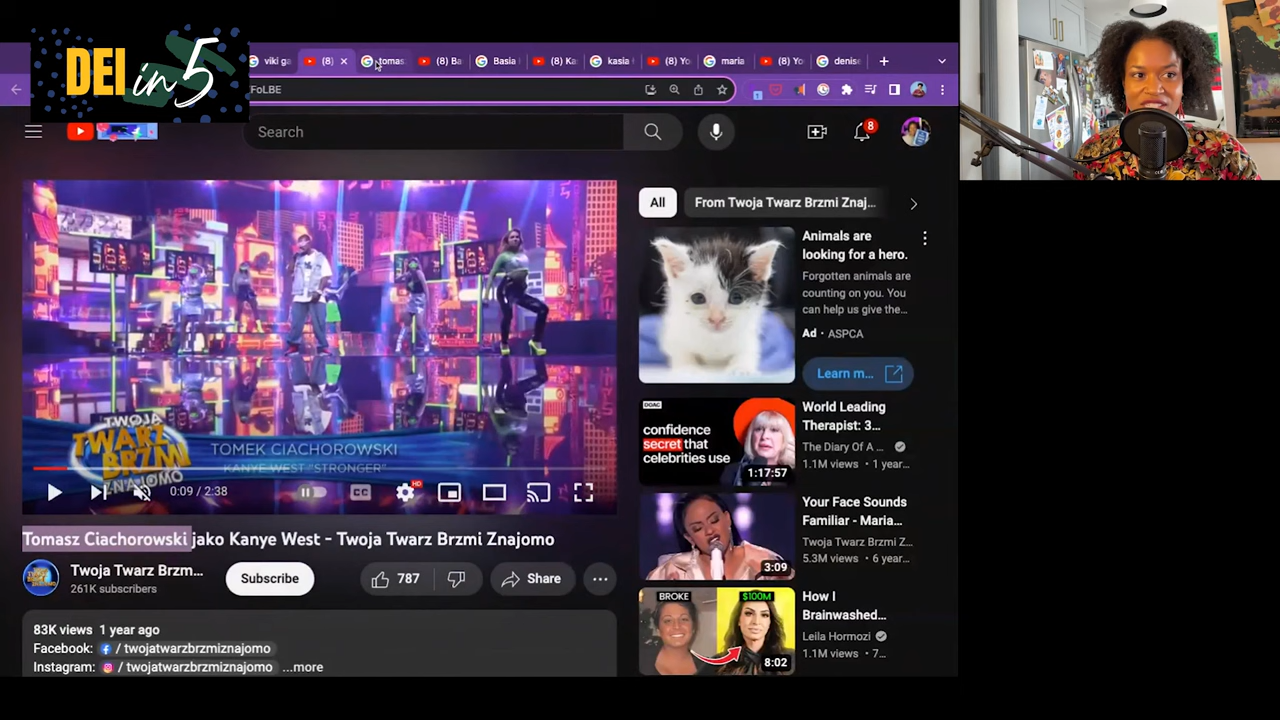 DEI in 5
viki ga
(8)
tomas
(8) Ba
Basia
(8) Ka
kasia
(8) Yo
maria
(8) Yo
denise
FoLBE
Search
8
TWOJA
TWARZ
BRZMI
ZNAJOMO
TOMEK CIACHOROWSKI
KANYE WEST "STRONGER"
0:09 / 2:38
CC
HD
Tomasz Ciachorowski jako Kanye West - Twoja Twarz Brzmi Znajomo
Twoja Twarz Brzm...
261K subscribers
Subscribe
787
Share
83K views 1 year ago
Facebook: / twojatwarzbrzmiznajomo
Instagram: / twojatwarzbrzmiznajomo ...more
All
From Twoja Twarz Brzmi Znaj...
Animals are
looking for a hero.
Forgotten animals are
counting on you. You
can help us give the...
Ad · ASPCA
Learn m...
DOAC
confidence
secret that
celebrities use
1:17:57
World Leading
Therapist: 3...
The Diary Of A ...
1.1M views · 1 year...
3:09
Your Face Sounds
Familiar - Maria...
Twoja Twarz Brzmi Z...
5.3M views · 6 year...
BROKE
$100M
8:02
How I
Brainwashed...
Leila Hormozi
1.1M views · 7...